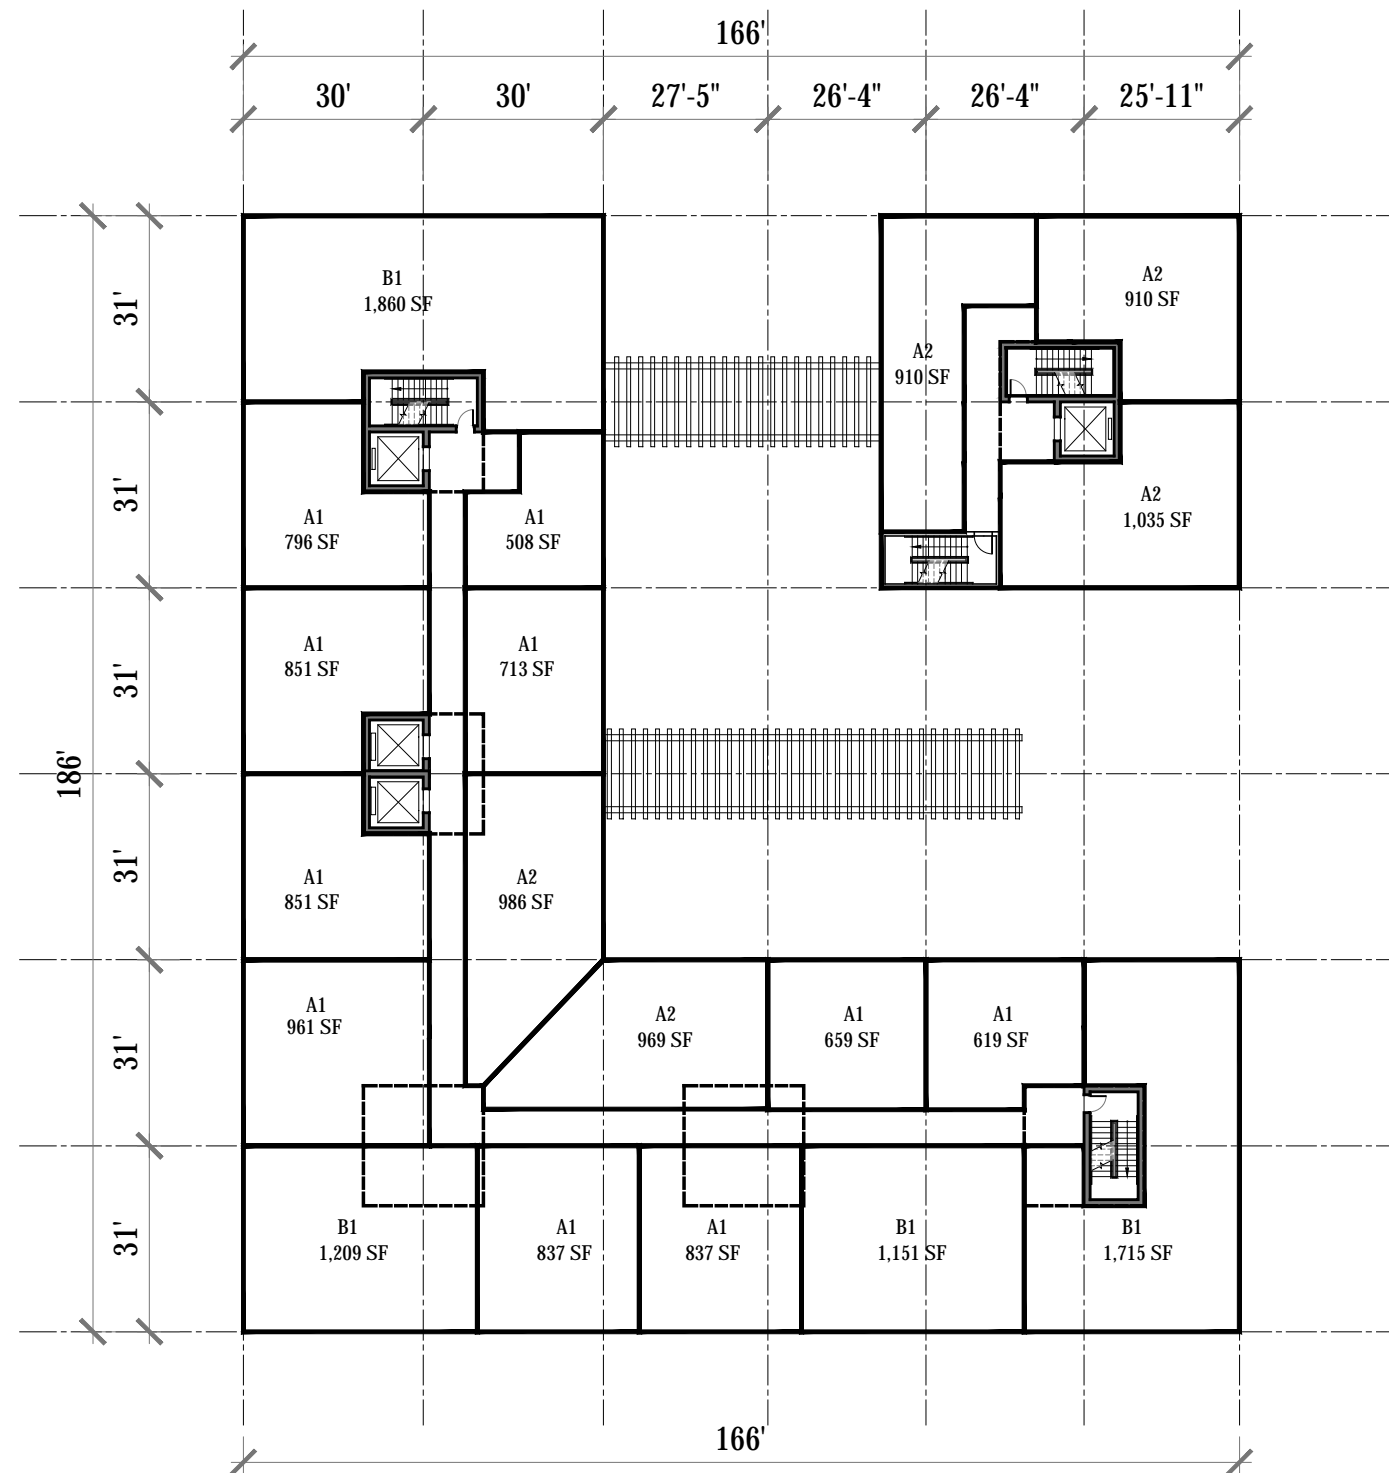 166'
30'
30'
27'-5"
26'-4"
26'-4"
25'-11"
186'
31'
31'
31'
31'
31'
31'
B1
1,860 SF
A2
910 SF
A2
910 SF
A1
796 SF
A1
508 SF
A2
1,035 SF
A1
851 SF
A1
713 SF
A1
851 SF
A2
986 SF
A1
961 SF
A2
969 SF
A1
659 SF
A1
619 SF
B1
1,209 SF
A1
837 SF
A1
837 SF
B1
1,151 SF
B1
1,715 SF
166'